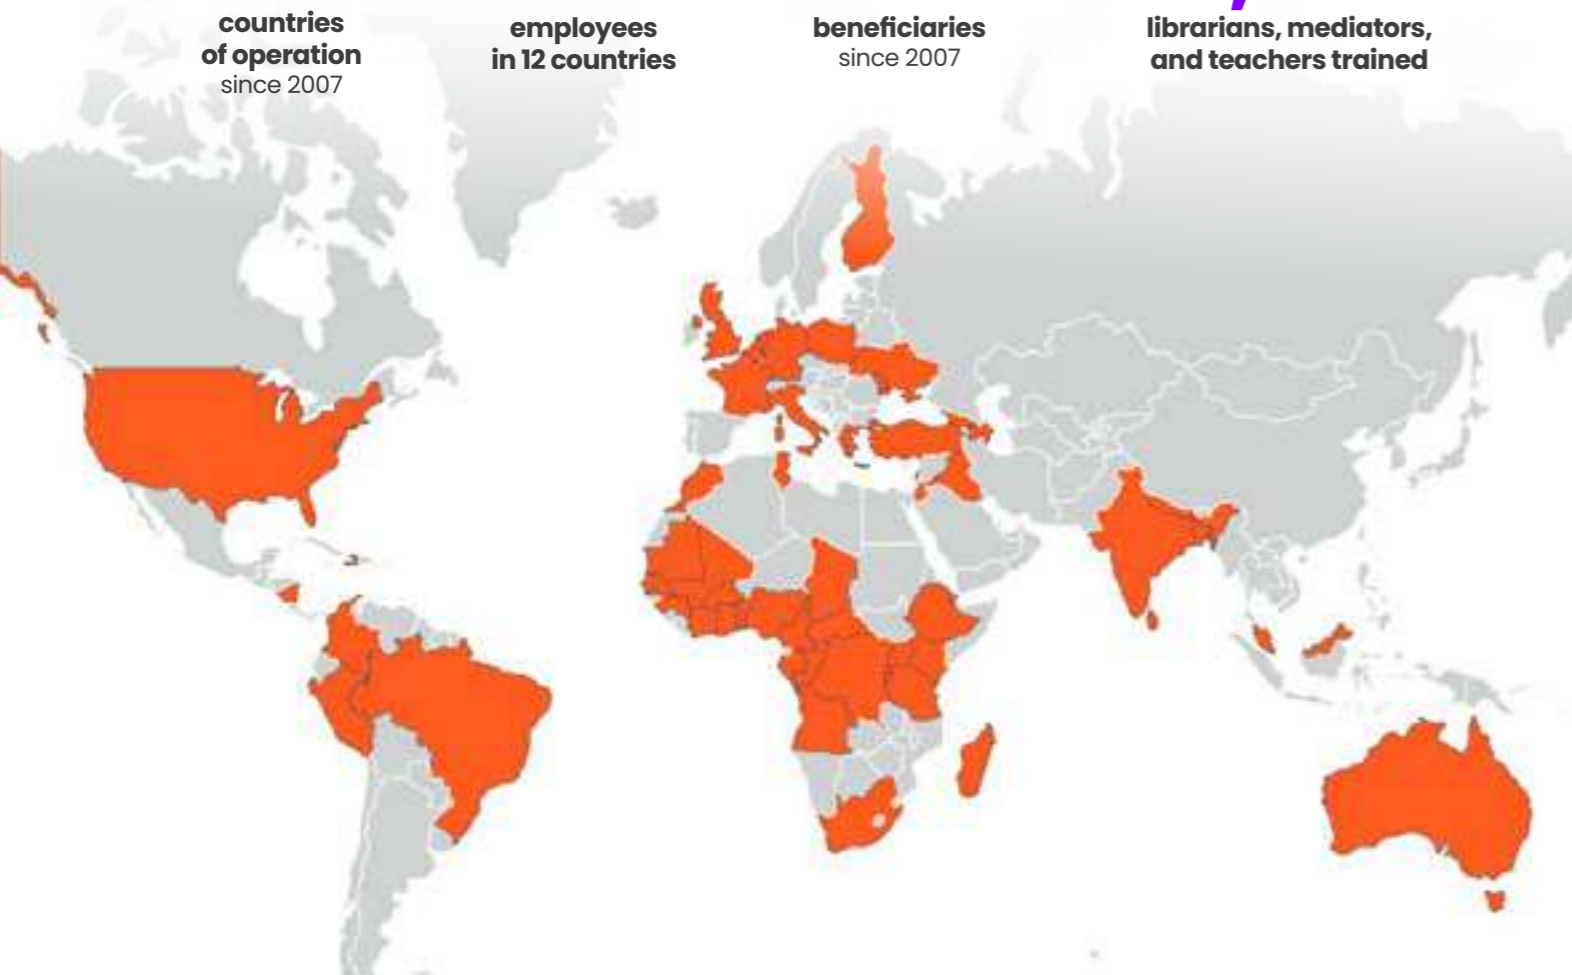 countries
of operation
since 2007
employees
in 12 countries
beneficiaries
since 2007
librarians, mediators,
and teachers trained